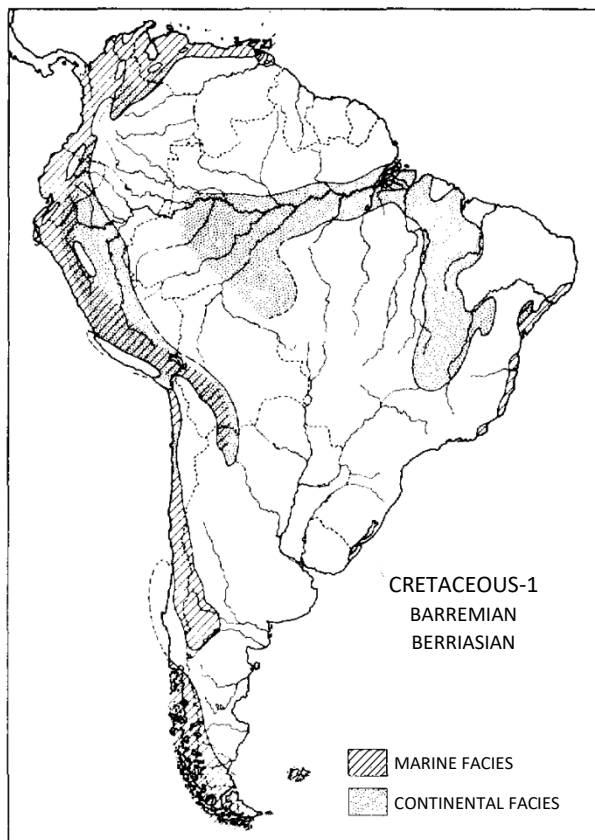 CRETACEOUS-1
BARREMIAN
BERRIASIAN
MARINE FACIES
CONTINENTAL FACIES